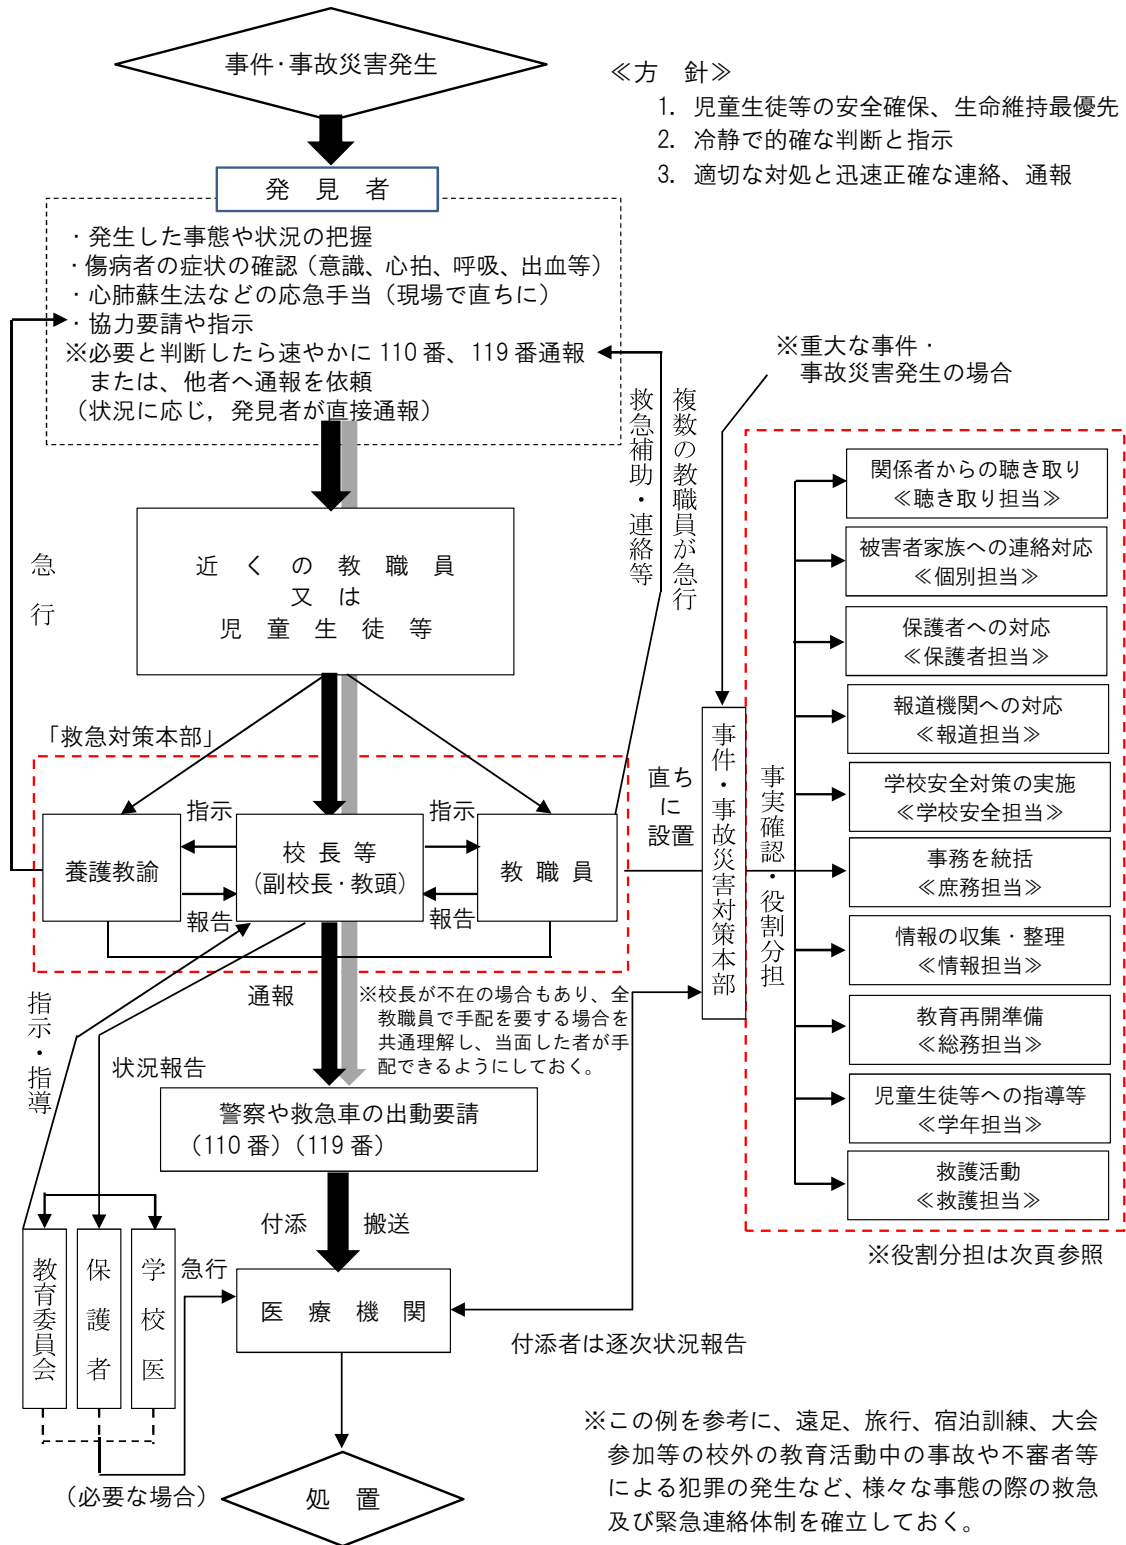 事件・事故災害発生
≪方　針≫
1. 児童生徒等の安全確保、生命維持最優先
2. 冷静で的確な判断と指示
3. 適切な対処と迅速正確な連絡、通報
発　見　者
・発生した事態や状況の把握
・傷病者の症状の確認（意識、心拍、呼吸、出血等）
・心肺蘇生法などの応急手当（現場で直ちに）
・協力要請や指示
※必要と判断したら速やかに 110 番、119 番通報
または、他者へ通報を依頼
（状況に応じ，発見者が直接通報）
※重大な事件・
事故災害発生の場合
複数の教職員が急行
救急補助・連絡等
急　行
近　く　の　教　職　員
又　は
児　童　生　徒　等
「救急対策本部」
養護教諭
指示
報告
校 長 等
（副校長・教頭）
指示
報告
教 職 員
直ち
に
設置
事件・事故災害対策本部
事実確認・役割分担
関係者からの聴き取り
≪聴き取り担当≫
被害者家族への連絡対応
≪個別担当≫
保護者への対応
≪保護者担当≫
報道機関への対応
≪報道担当≫
学校安全対策の実施
≪学校安全担当≫
事務を統括
≪庶務担当≫
情報の収集・整理
≪情報担当≫
教育再開準備
≪総務担当≫
児童生徒等への指導等
≪学年担当≫
救護活動
≪救護担当≫
※役割分担は次頁参照
通報
※校長が不在の場合もあり、全
教職員で手配を要する場合を
共通理解し、当面した者が手
配できるようにしておく。
指示・指導
状況報告
警察や救急車の出動要請
（110 番）（119 番）
付添
搬送
教育委員会
保　護　者
学　校　医
急行
医　療　機　関
付添者は逐次状況報告
（必要な場合）
処　置
※この例を参考に、遠足、旅行、宿泊訓練、大会
参加等の校外の教育活動中の事故や不審者等
による犯罪の発生など、様々な事態の際の救急
及び緊急連絡体制を確立しておく。